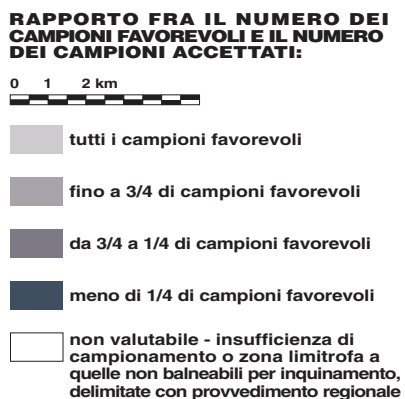 RAPPORTO FRA IL NUMERO DEI
CAMPIONI FAVOREVOLI E IL NUMERO
DEI CAMPIONI ACCETTATI:
0 1 2 km
tutti i campioni favorevoli
fino a 3/4 di campioni favorevoli
da 3/4 a 1/4 di campioni favorevoli
meno di 1/4 di campioni favorevoli
non valutabile - insufficienza di
campionamento o zona limitrofa a
quelle non balneabili per inquinamento,
delimitate con provvedimento regionale